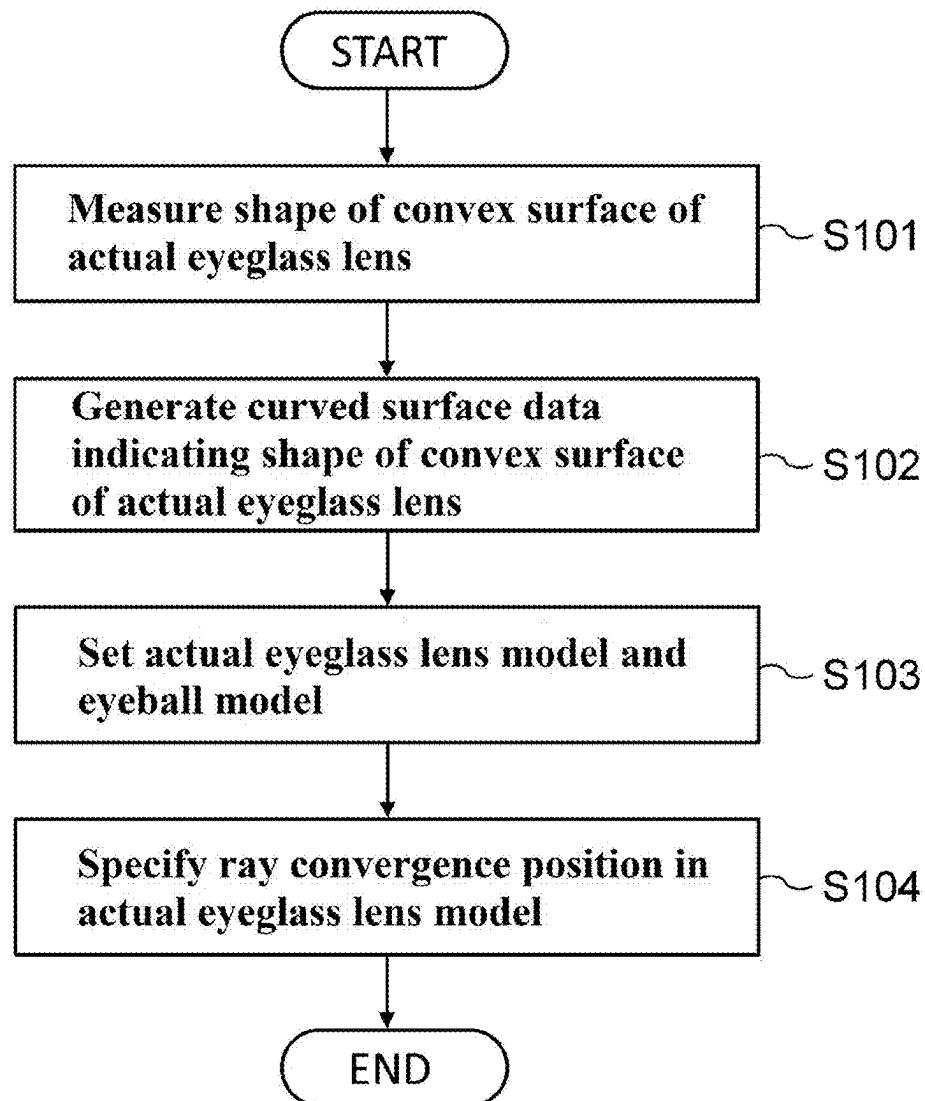 START
Measure shape of convex surface of
actual eyeglass lens
S101
Generate curved surface data
indicating shape of convex surface
of actual eyeglass lens
S102
Set actual eyeglass lens model and
eyeball model
S103
Specify ray convergence position in
actual eyeglass lens model
S104
END